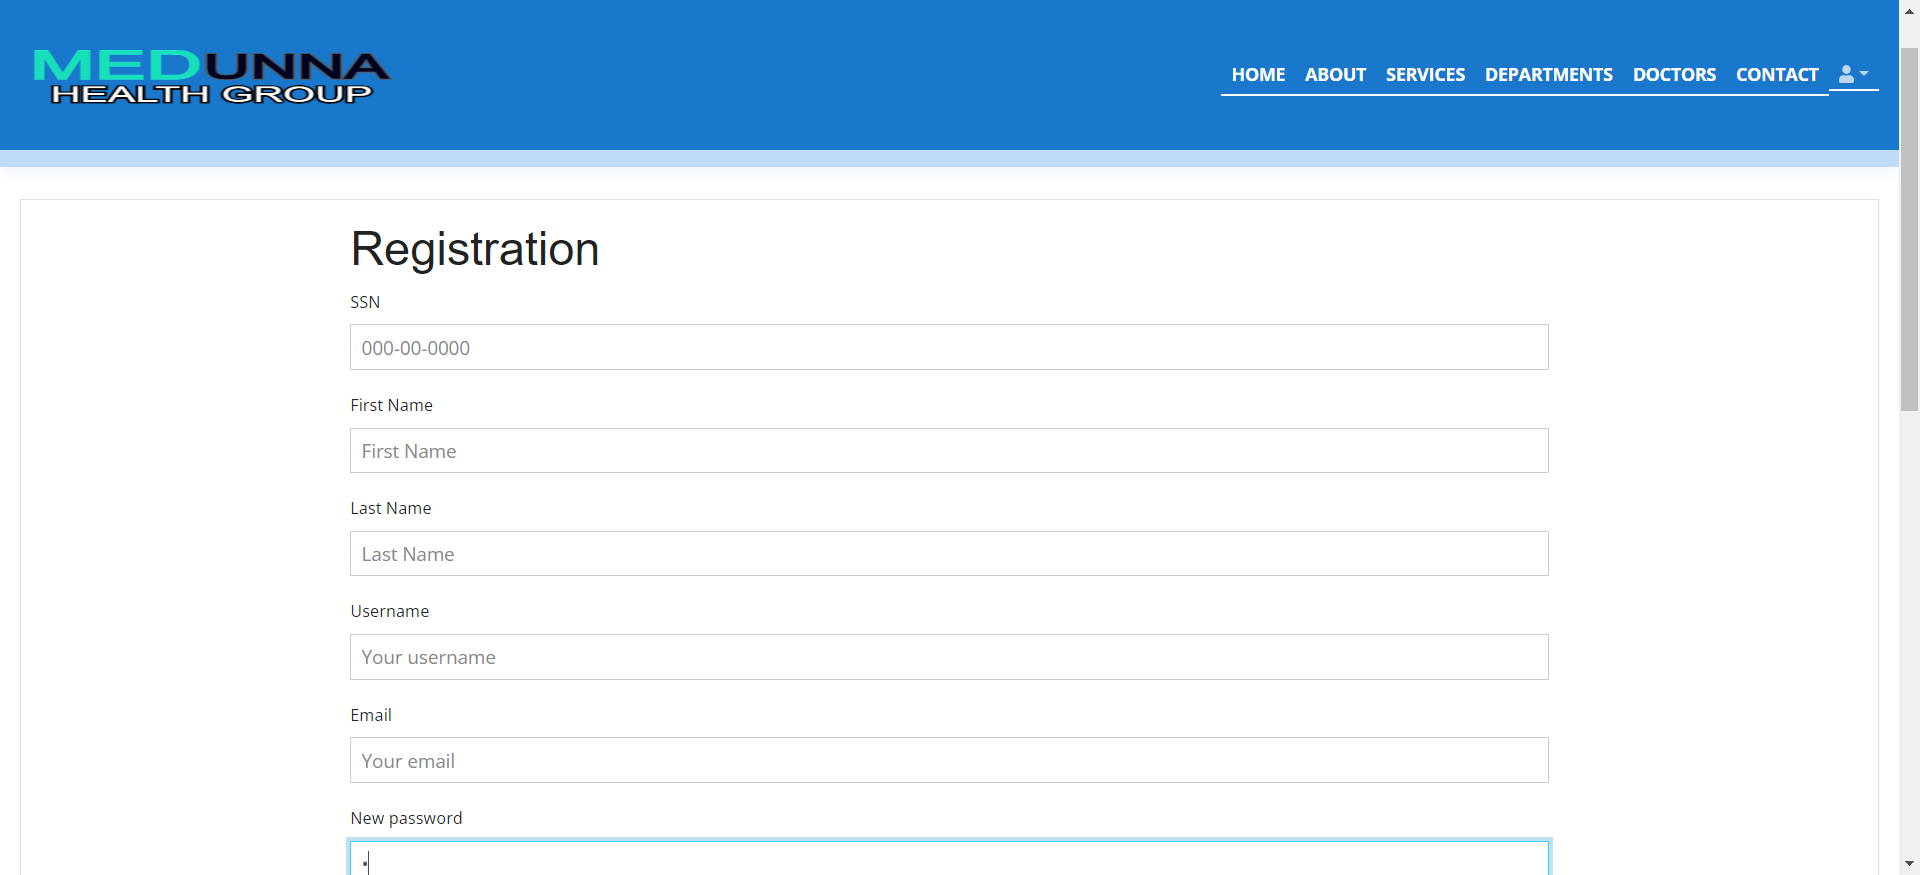 MEDUNNA
HEALTH GROUP
HOME ABOUT SERVICES DEPARTMENTS DOCTORS CONTACT
Registration
SSN
000-00-0000
First Name
First Name
Last Name
Last Name
Username
Your username
Email
Your email
New password
•